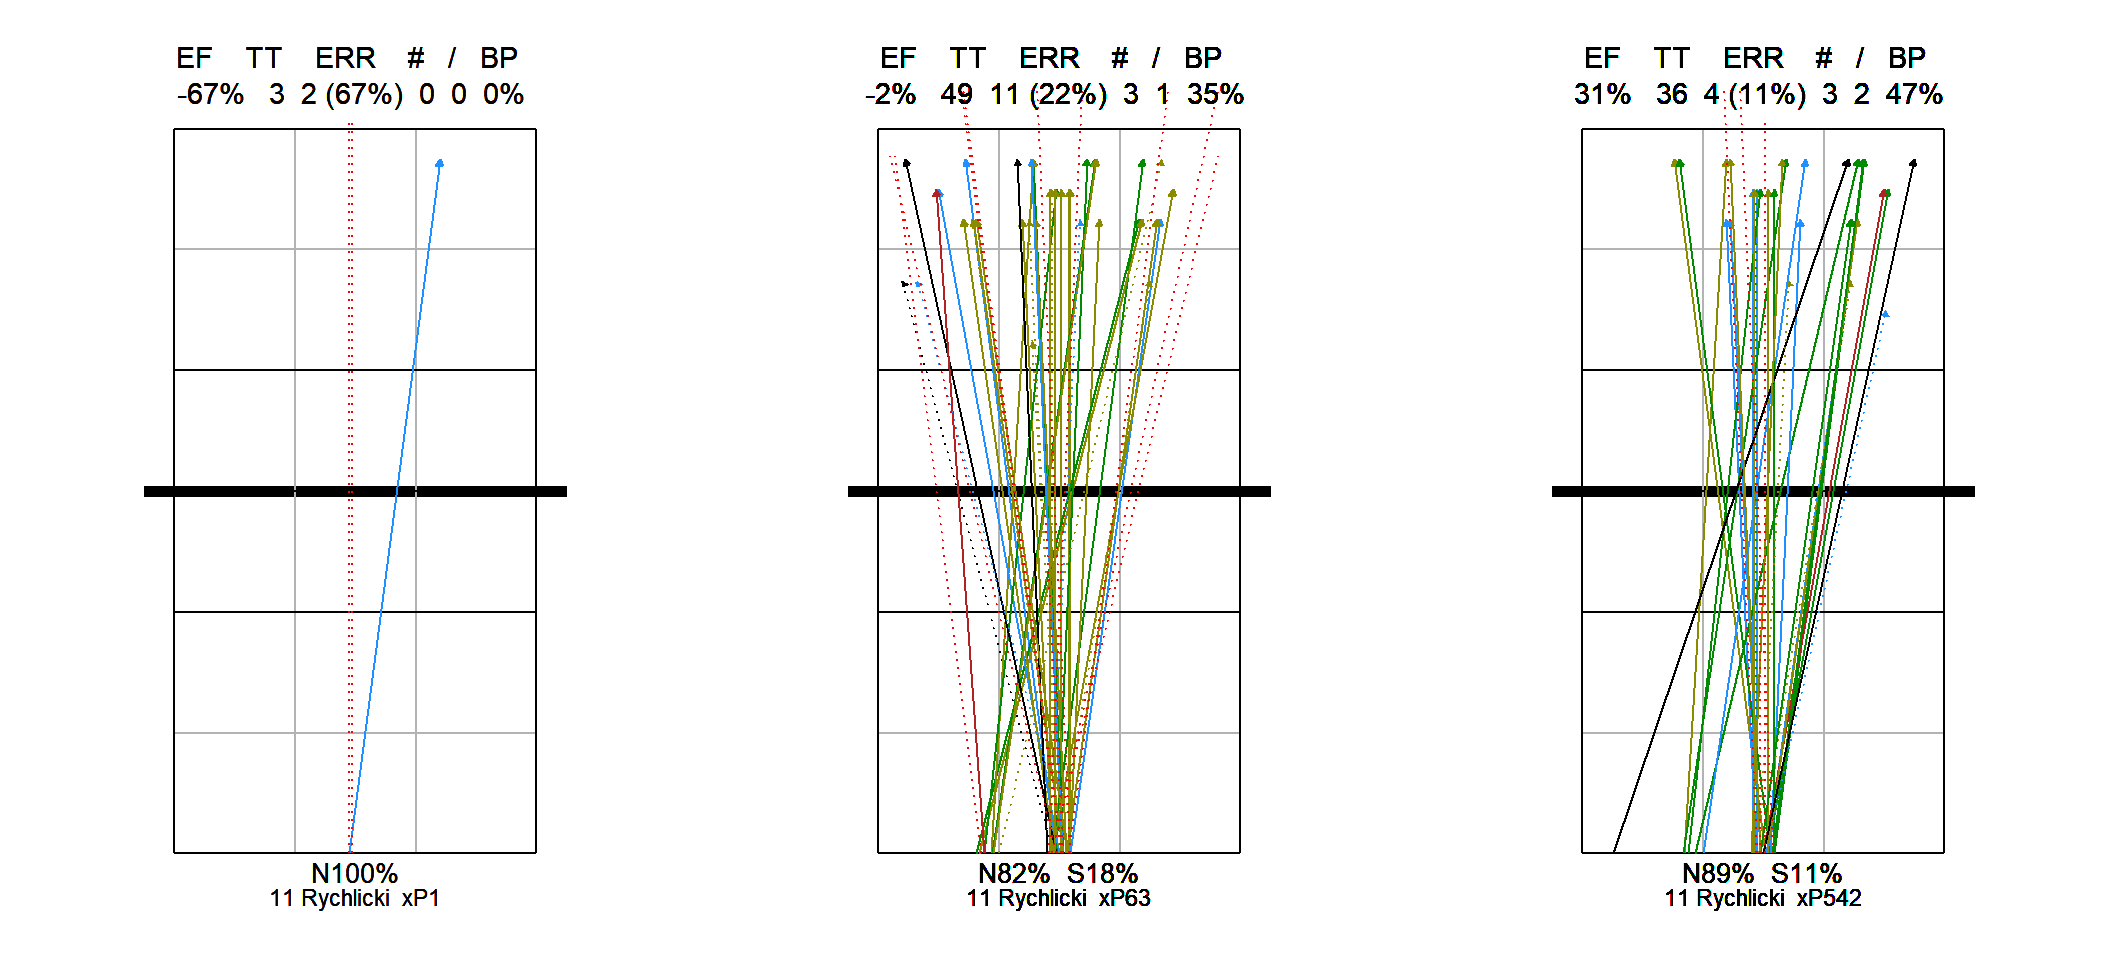 EF TT ERR # / BP
-67% 3 2 (67%) 0 0 0%
N100%
11 Rychlicki xP1
EF TT ERR # / BP
-2% 49 11 (22%) 3 1 35%
N82% S18%
11 Rychlicki xP63
EF TT ERR # / BP
31% 36 4 (11%) 3 2 47%
N89% S11%
11 Rychlicki xP542